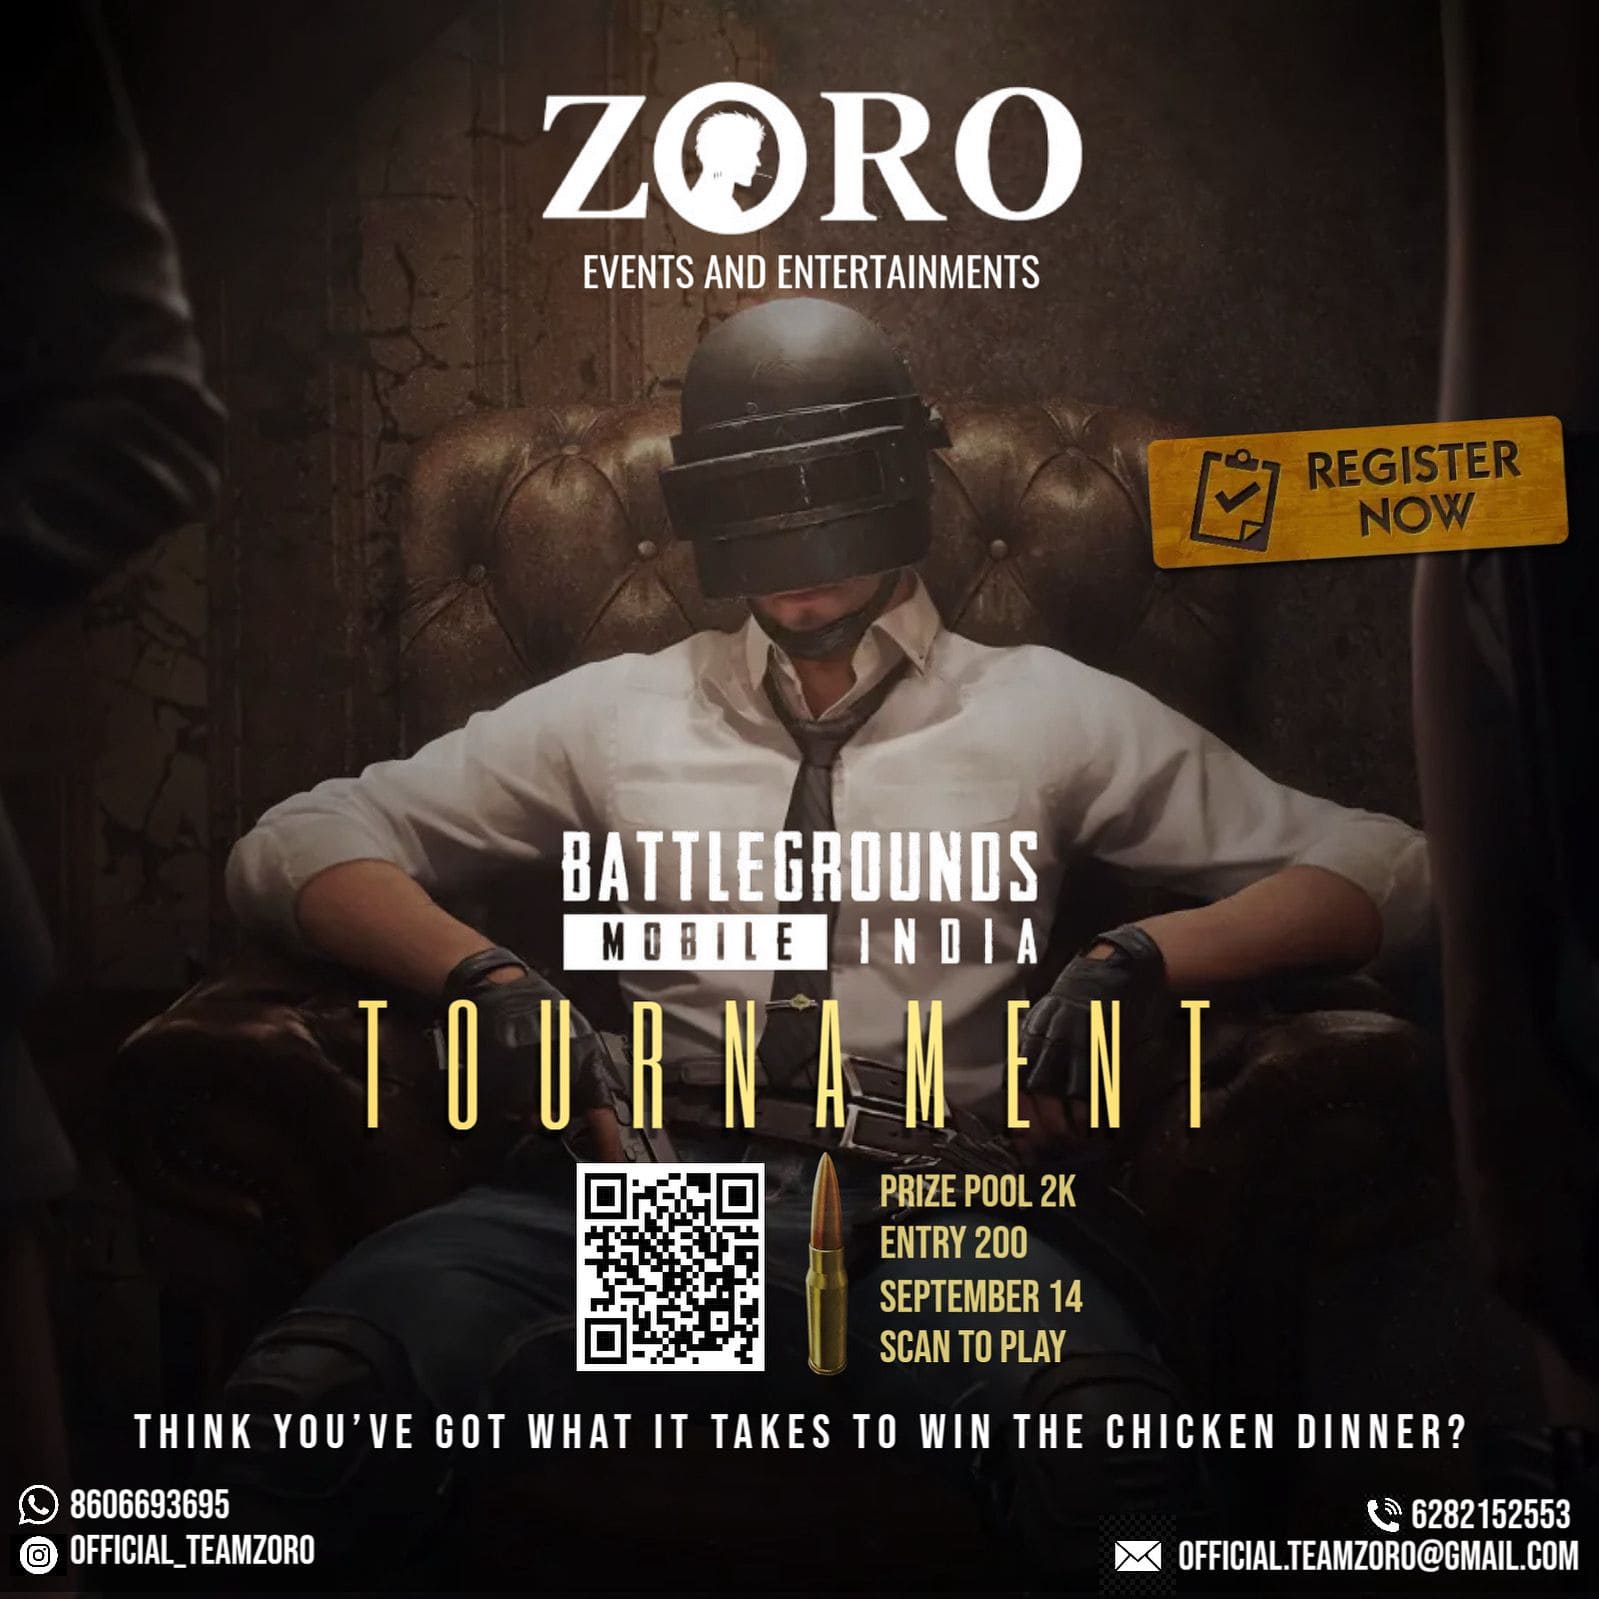 ZORO
EVENTS AND ENTERTAINMENTS
REGISTER
NOW
BATTLEGROUNDS
MOBILE INDIA
TOURNAMENT
PRIZE POOL 2K
ENTRY 200
SEPTEMBER 14
SCAN TO PLAY
THINK YOU'VE GOT WHAT IT TAKES TO WIN THE CHICKEN DINNER?
8606693695
OFFICIAL_TEAMZORO
6282152553
OFFICIAL.TEAMZORO@GMAIL.COM